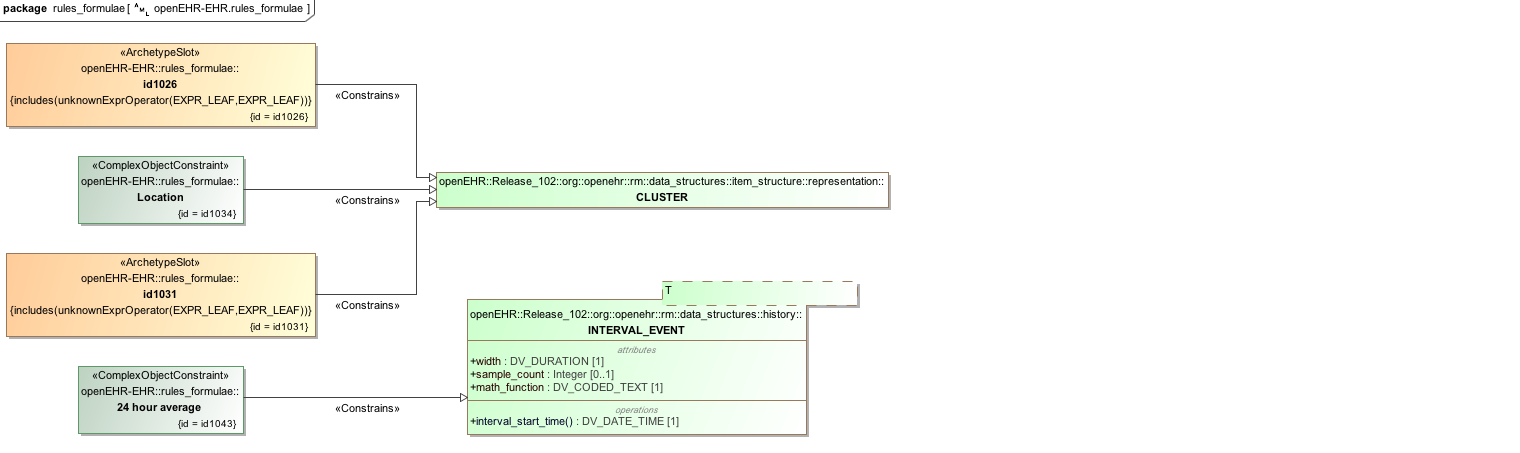 package rules_formulae [ AML openEHR-EHR.rules_formulae ]
«ArchetypeSlot»
openEHR-EHR::rules_formulae::
id1026
{includes(unknownExprOperator(EXPR_LEAF,EXPR_LEAF))}
{id = id1026}
«Constrains»
«ComplexObjectConstraint»
openEHR-EHR::rules_formulae::
Location
{id = id1034}
«Constrains»
openEHR::Release_102::org::openehr::rm::data_structures::item_structure::representation::
CLUSTER
«ArchetypeSlot»
openEHR-EHR::rules_formulae::
id1031
{includes(unknownExprOperator(EXPR_LEAF,EXPR_LEAF))}
{id = id1031}
«Constrains»
T
openEHR::Release_102::org::openehr::rm::data_structures::history::
INTERVAL_EVENT
attributes
+width : DV_DURATION [1]
+sample_count : Integer [0..1]
+math_function : DV_CODED_TEXT [1]
operations
+interval_start_time() : DV_DATE_TIME [1]
«ComplexObjectConstraint»
openEHR-EHR::rules_formulae::
24 hour average
{id = id1043}
«Constrains»